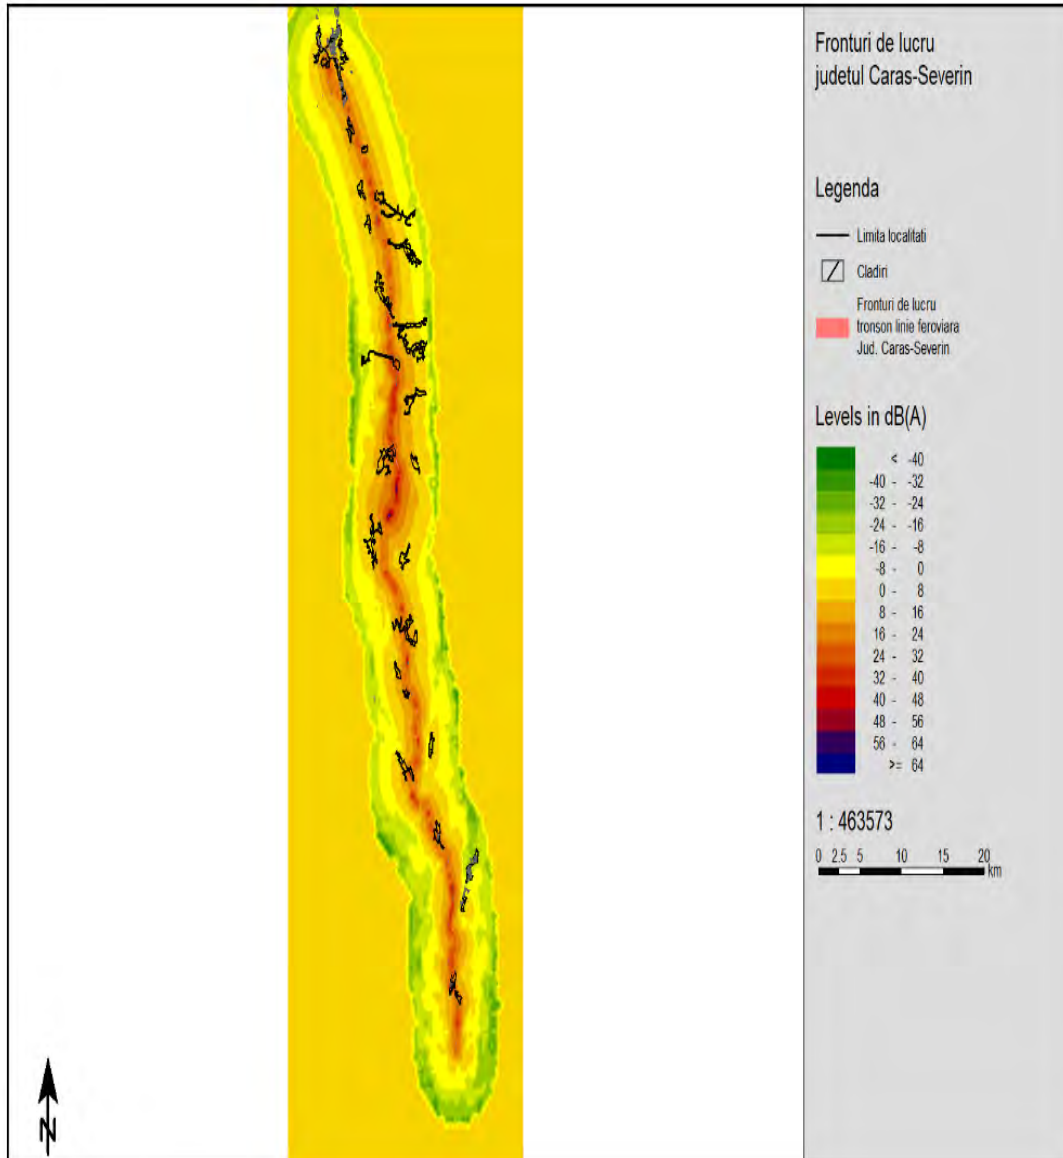 Fronturi de lucru
judetul Caras-Severin
Legenda
Limita localitati
Cladiri
Fronturi de lucru
tronson linie feroviara
Jud. Caras-Severin
Levels in dB(A)
< -40
-40 - -32
-32 - -24
-24 - -16
-16 - -8
-8 - 0
0 - 8
8 - 16
16 - 24
24 - 32
32 - 40
40 - 48
48 - 56
56 - 64
>= 64
1 : 463573
0 2.5 5 10 15 20
km
N